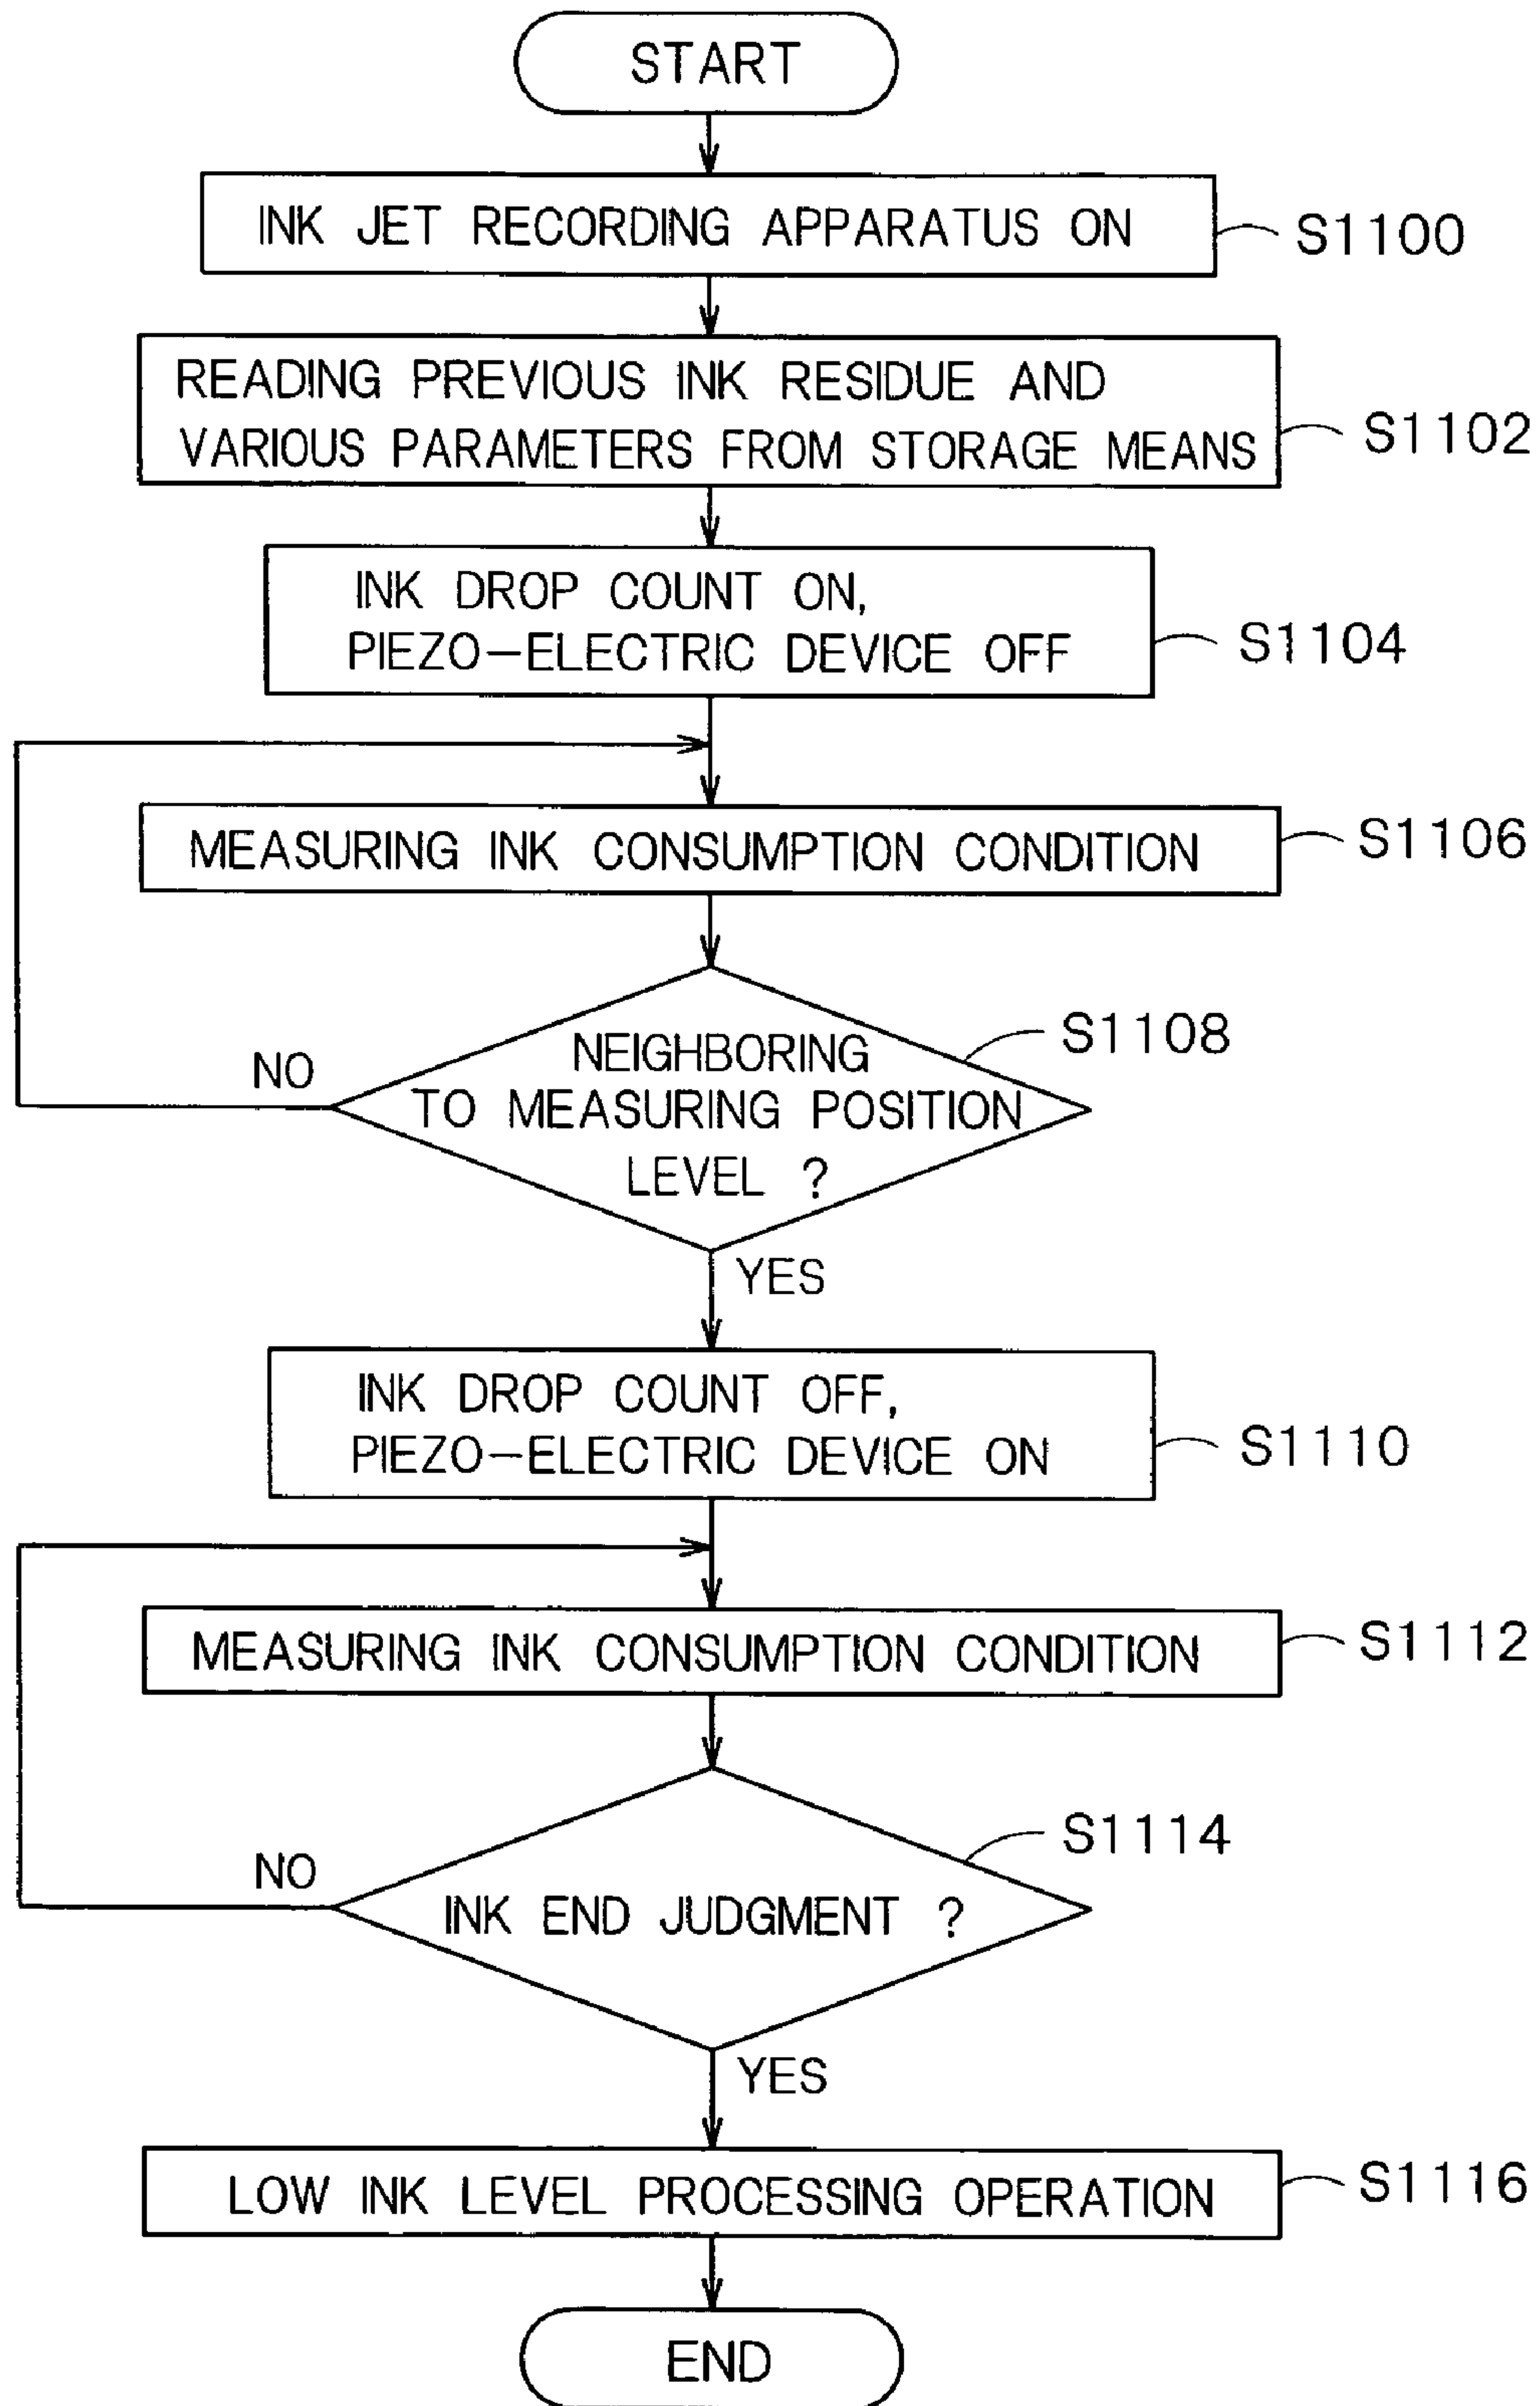 START
INK JET RECORDING APPARATUS ON
S1100
READING PREVIOUS INK RESIDUE AND
VARIOUS PARAMETERS FROM STORAGE MEANS
S1102
INK DROP COUNT ON,
PIEZO-ELECTRIC DEVICE OFF
S1104
MEASURING INK CONSUMPTION CONDITION
S1106
NEIGHBORING
TO MEASURING POSITION
LEVEL ?
S1108
NO
YES
INK DROP COUNT OFF,
PIEZO-ELECTRIC DEVICE ON
S1110
MEASURING INK CONSUMPTION CONDITION
S1112
INK END JUDGMENT ?
S1114
NO
YES
LOW INK LEVEL PROCESSING OPERATION
S1116
END